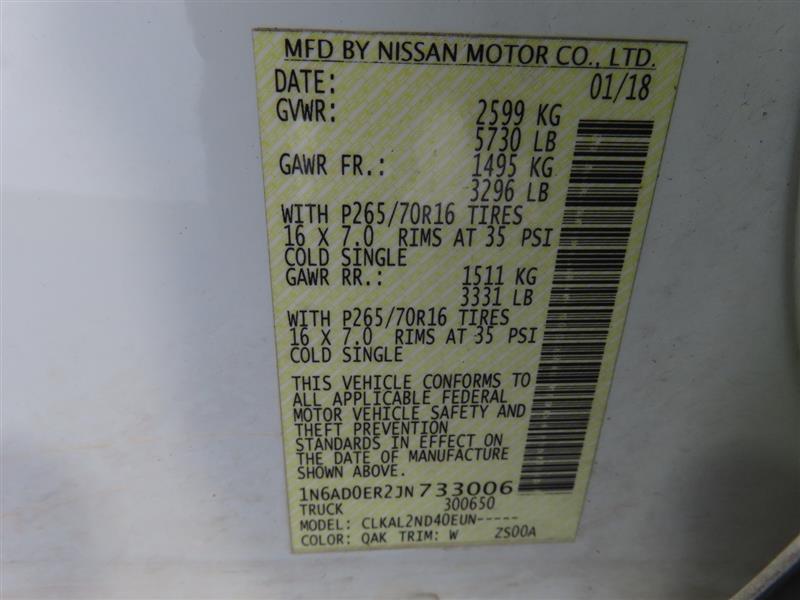 MFD BY NISSAN MOTOR CO., LTD.
DATE: 01/18
GVWR: 2599 KG
5730 LB
GAWR FR.: 1495 KG
3296 LB
WITH P265/70R16 TIRES
16 X 7.0 RIMS AT 35 PSI
COLD SINGLE
GAWR RR.: 1511 KG
3331 LB
WITH P265/70R16 TIRES
16 X 7.0 RIMS AT 35 PSI
COLD SINGLE
THIS VEHICLE CONFORMS TO
ALL APPLICABLE FEDERAL
MOTOR VEHICLE SAFETY AND
THEFT PREVENTION
STANDARDS IN EFFECT ON
THE DATE OF MANUFACTURE
SHOWN ABOVE.
1N6AD0ER2JN733006
TRUCK 300650
MODEL: CLKAL2ND40EUN-----
COLOR: QAK TRIM: W ZS00A